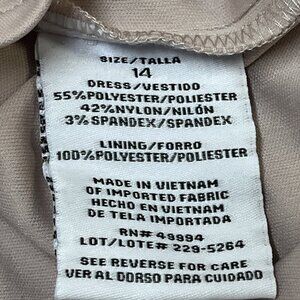 SIZE/TALLA
14
DRESS/VESTIDO
55%POLYESTER/POLIESTER
42%NYLON/NILÓN
3% SPANDEX/SPANDEX
LINING/FORRO
100%POLYESTER/POLIESTER
MADE IN VIETNAM
OF IMPORTED FABRIC
HECHO EN VIETNAM
DE TELA IMPORTADA
RN# 49994
LOT/LOTE# 229-5264
SEE REVERSE FOR CARE
VER AL DORSO PARA CUIDADO